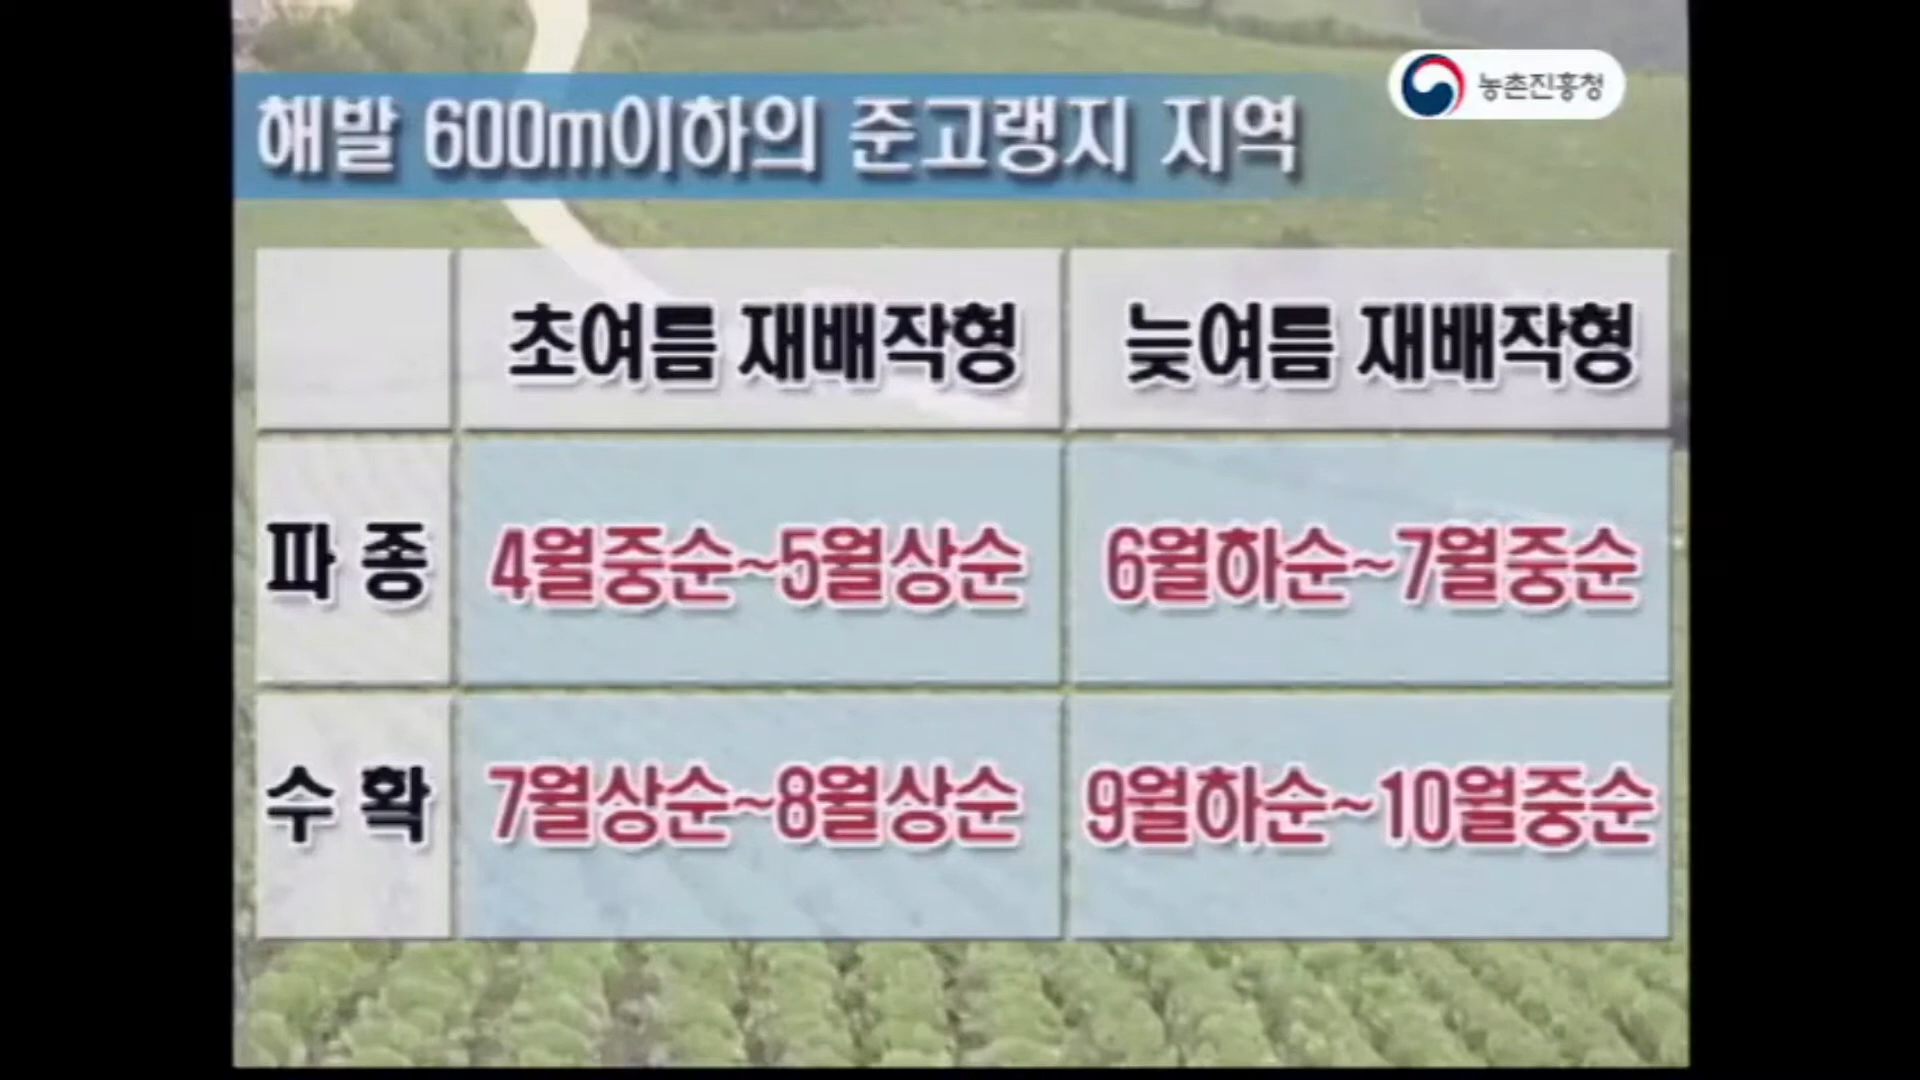 농촌진흥청
해발 600m이하의 준고랭지 지역
초여름 재배작형 늦여름 재배작형
파 종 4월중순~5월상순 6월하순~7월중순
수 확 7월상순~8월상순 9월하순~10월중순